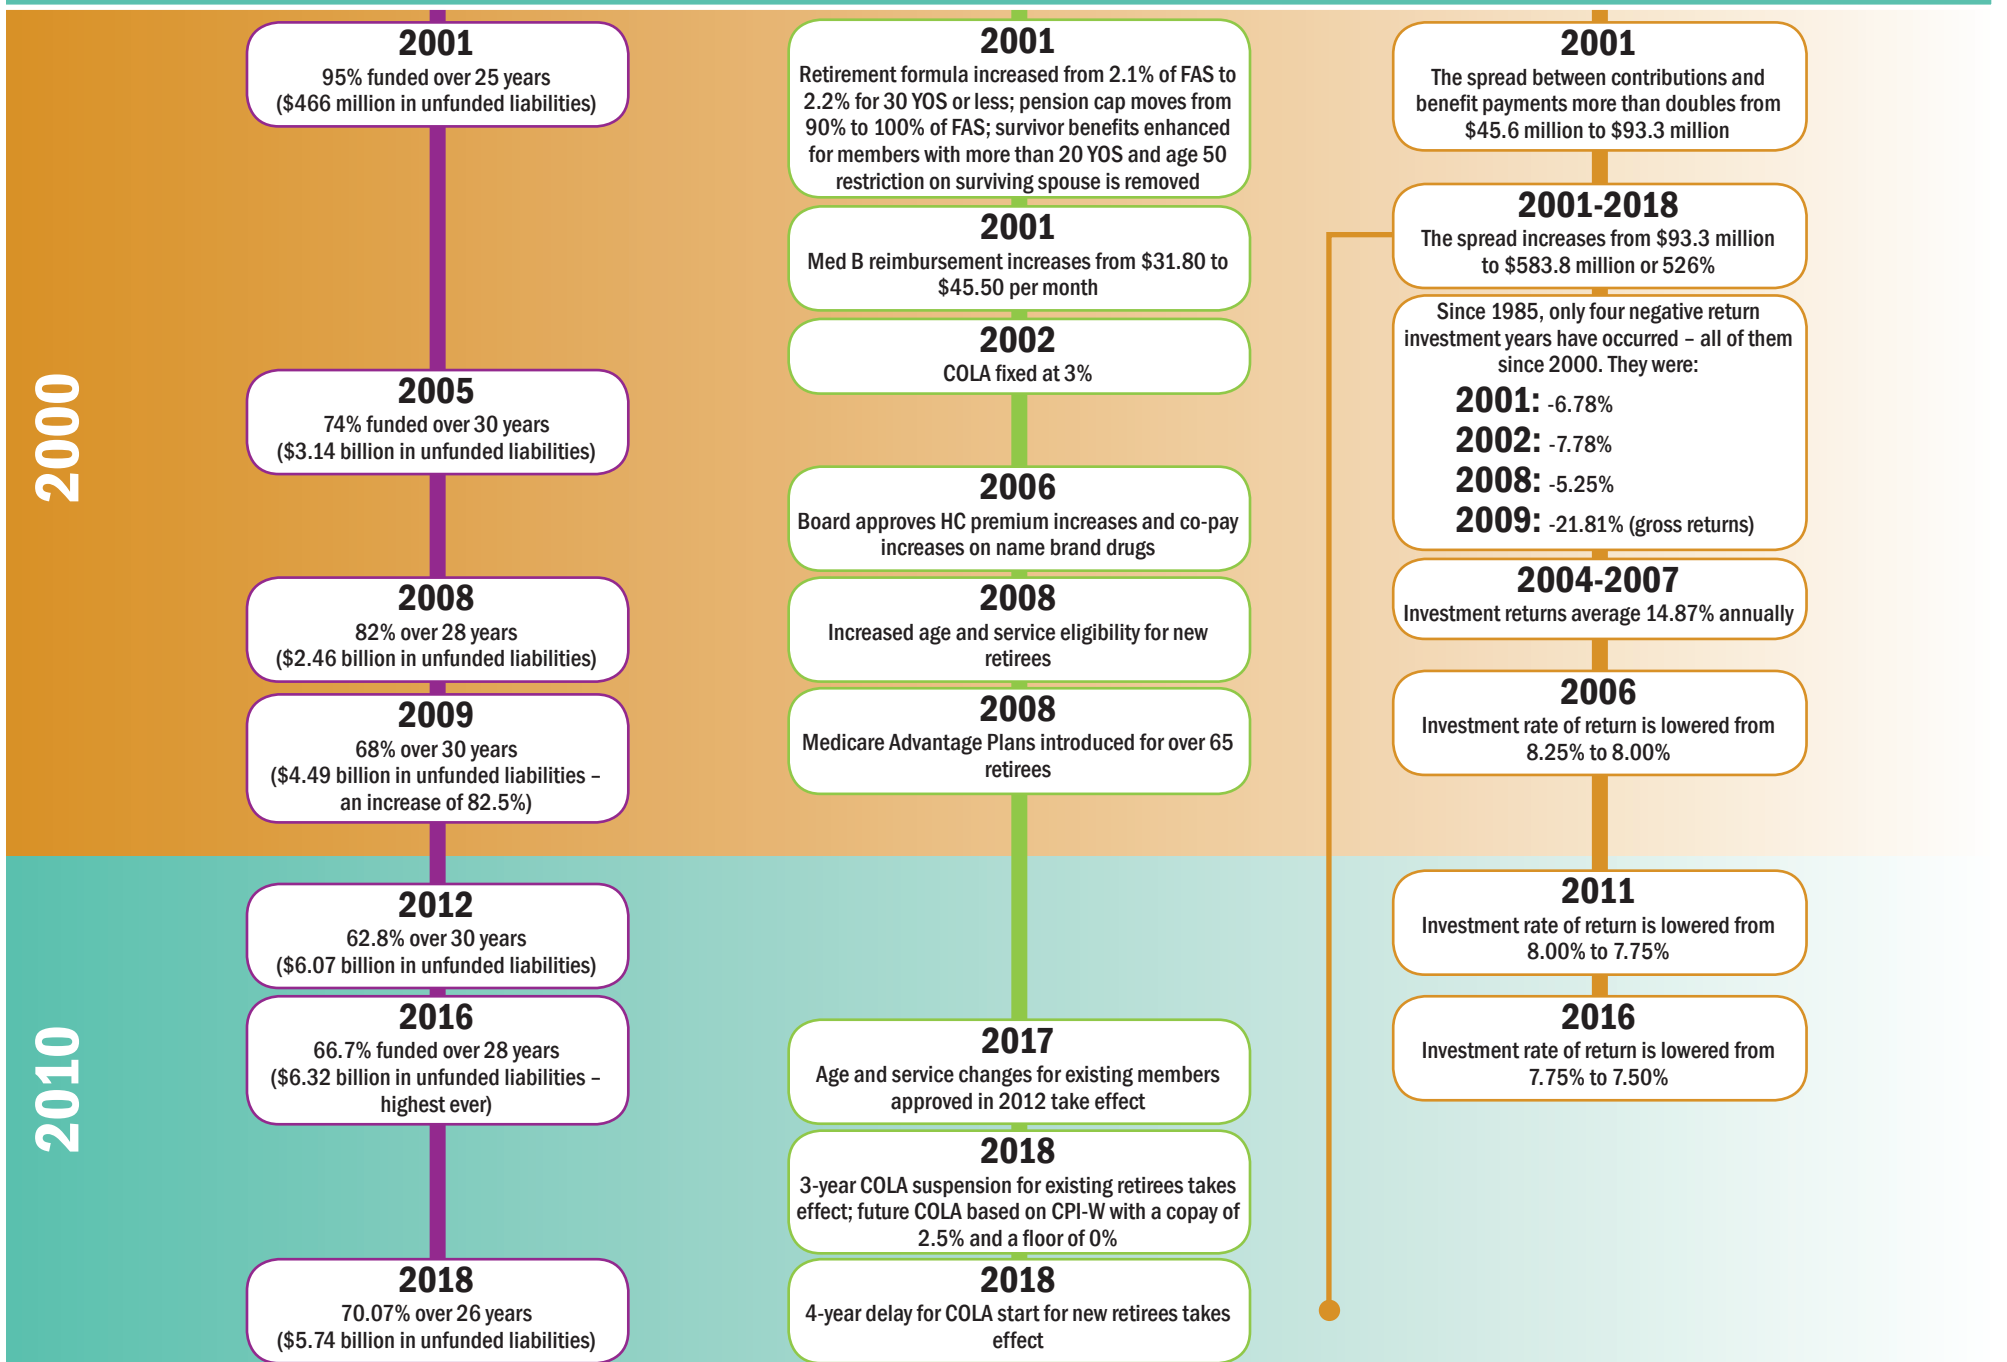 2000
2001
95% funded over 25 years
($466 million in unfunded liabilities)
2005
74% funded over 30 years
($3.14 billion in unfunded liabilities)
2008
82% over 28 years
($2.46 billion in unfunded liabilities)
2009
68% over 30 years
($4.49 billion in unfunded liabilities –
an increase of 82.5%)
2001
Retirement formula increased from 2.1% of FAS to
2.2% for 30 YOS or less; pension cap moves from
90% to 100% of FAS; survivor benefits enhanced
for members with more than 20 YOS and age 50
restriction on surviving spouse is removed
2001
Med B reimbursement increases from $31.80 to
$45.50 per month
2002
COLA fixed at 3%
2006
Board approves HC premium increases and co-pay
increases on name brand drugs
2008
Increased age and service eligibility for new
retirees
2008
Medicare Advantage Plans introduced for over 65
retirees
2001
The spread between contributions and
benefit payments more than doubles from
$45.6 million to $93.3 million
2001-2018
The spread increases from $93.3 million
to $583.8 million or 526%
Since 1985, only four negative return
investment years have occurred – all of them
since 2000. They were:
2001: -6.78%
2002: -7.78%
2008: -5.25%
2009: -21.81% (gross returns)
2004-2007
Investment returns average 14.87% annually
2006
Investment rate of return is lowered from
8.25% to 8.00%
2010
2012
62.8% over 30 years
($6.07 billion in unfunded liabilities)
2016
66.7% funded over 28 years
($6.32 billion in unfunded liabilities –
highest ever)
2018
70.07% over 26 years
($5.74 billion in unfunded liabilities)
2017
Age and service changes for existing members
approved in 2012 take effect
2018
3-year COLA suspension for existing retirees takes
effect; future COLA based on CPI-W with a copay of
2.5% and a floor of 0%
2018
4-year delay for COLA start for new retirees takes
effect
2011
Investment rate of return is lowered from
8.00% to 7.75%
2016
Investment rate of return is lowered from
7.75% to 7.50%